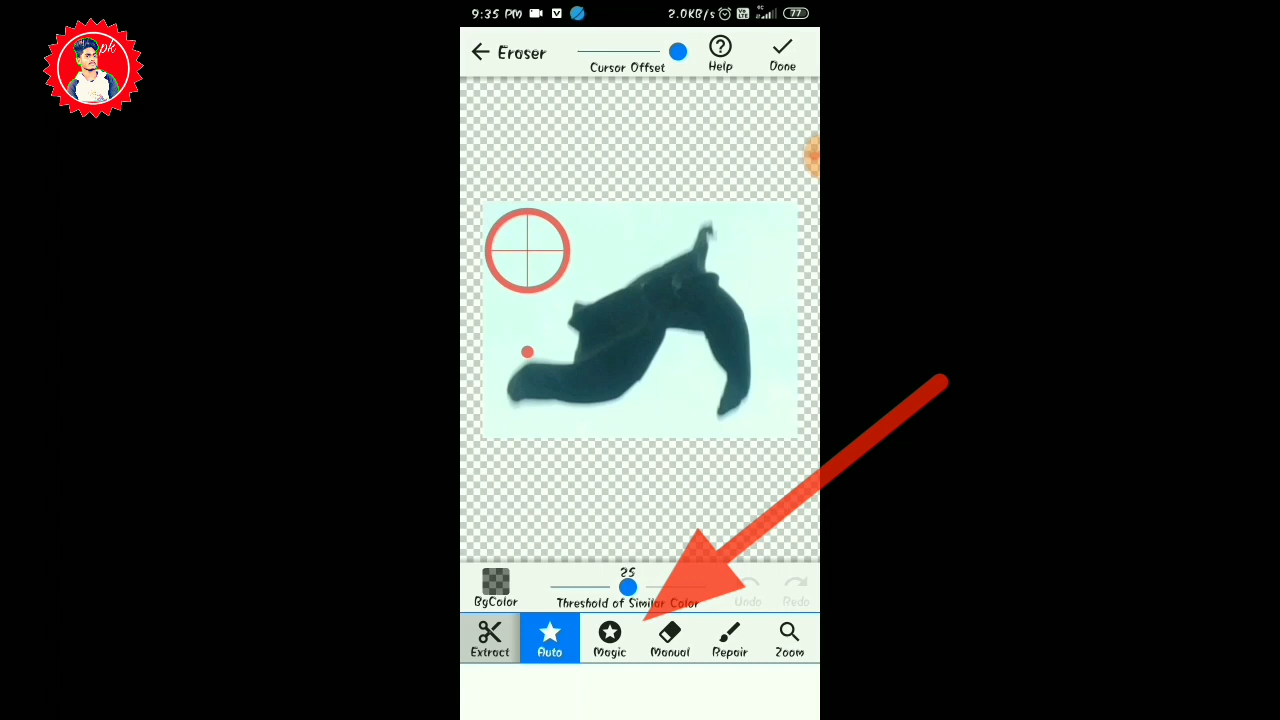 pk
9:35 PM
2.0KB/s
77
Eraser
Cursor Offset
Help
Done
25
BgColor
Threshold of Similar Color
Undo
Redo
Extract
Auto
Magic
Manual
Repair
Zoom